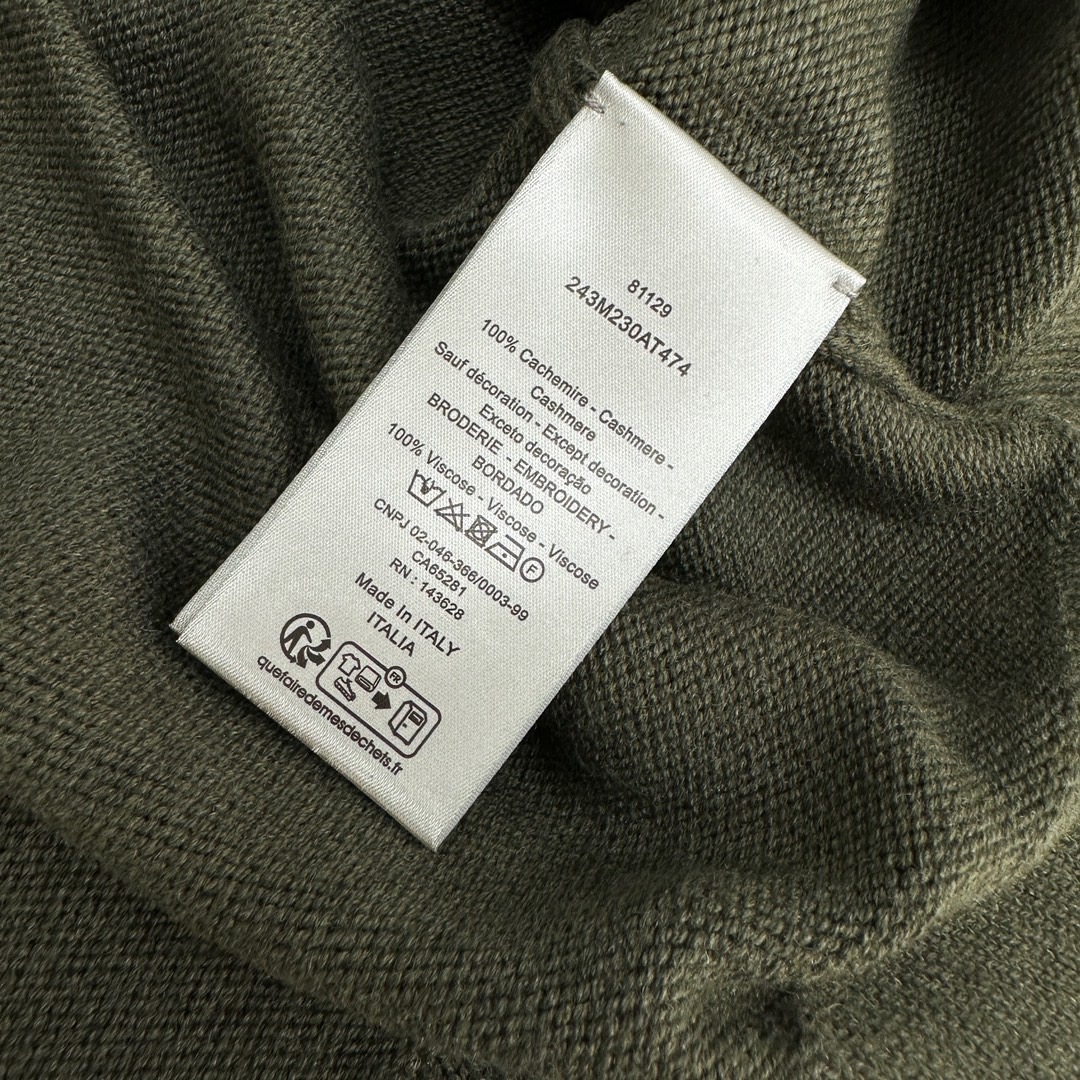 81129
243M230AT474
100% Cachemire - Cashmere -
Cashmere
Sauf décoration - Except decoration -
Exceto decoração
BRODERIE - EMBROIDERY-
BORDADO
100% Viscose - Viscose - Viscose
F
CNPJ 02-046-366/0003-99
CA65281
RN : 143628
Made In ITALY
ITALIA
FR
quefairedemesdechets.fr